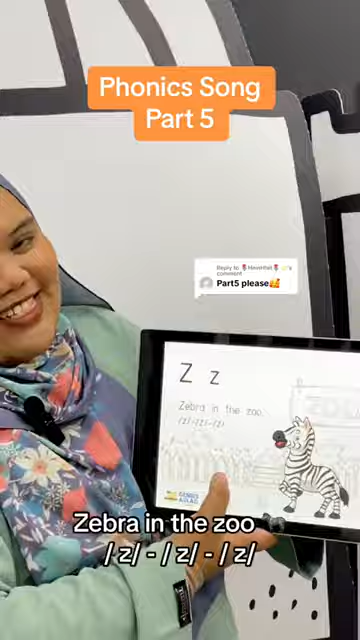 Phonics Song
Part 5
Part5 please🥰
Z z
Zebra in the zoo.
/z/-/z/-/z/
Zebra in the zoo
/ z/ - / z/ - / z/